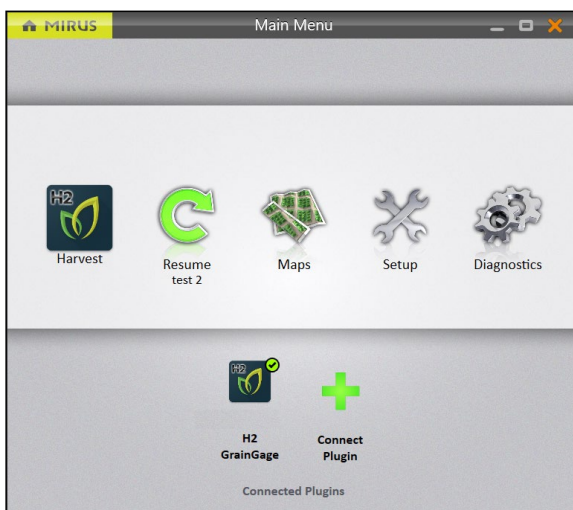 MIRUS
Main Menu
H2
Harvest
Resume
test 2
Maps
Setup
Diagnostics
H2
H2
GrainGage
Connect
Plugin
Connected Plugins